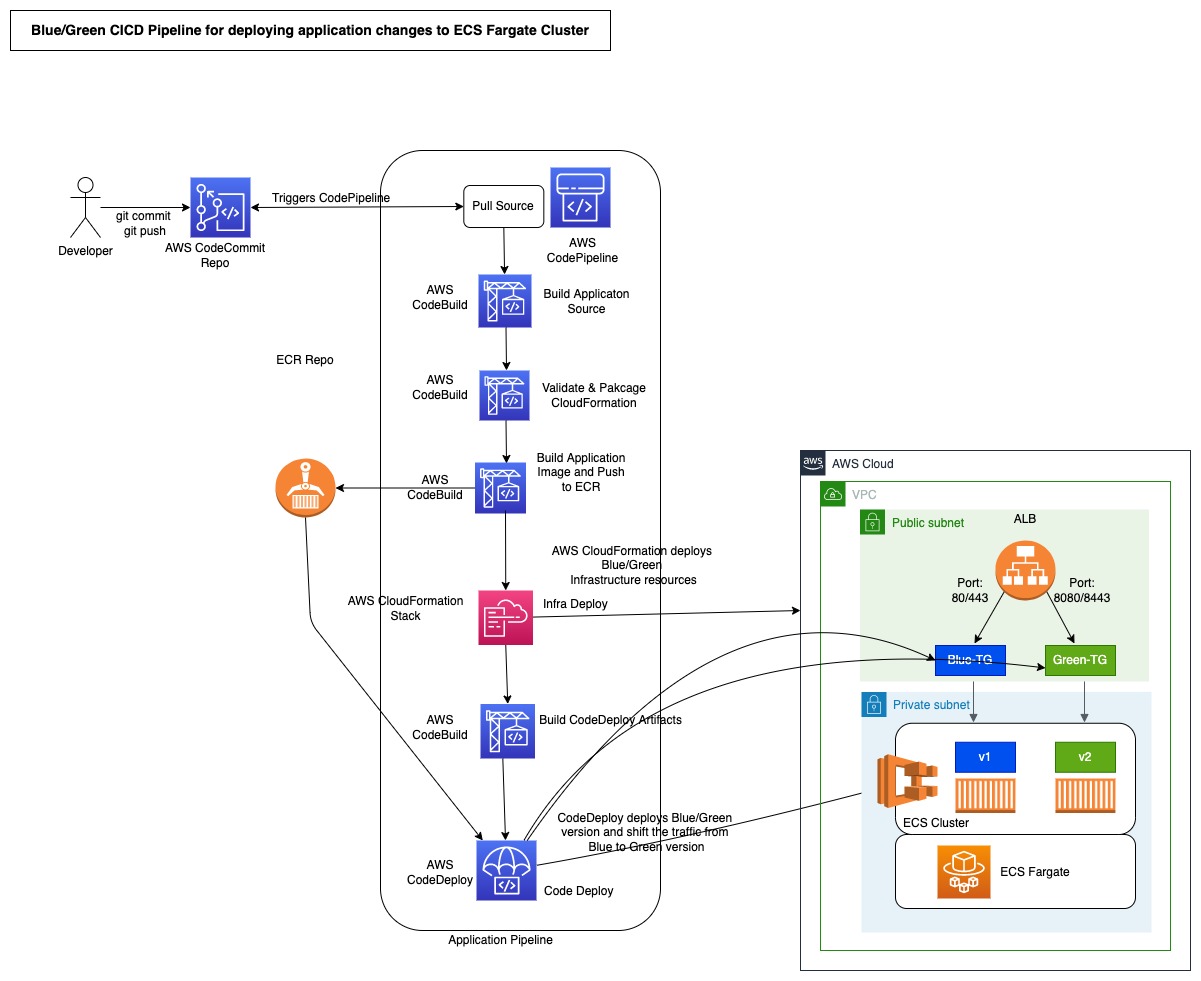 Blue/Green CICD Pipeline for deploying application changes to ECS Fargate Cluster
Developer
git commit
git push
AWS CodeCommit
Repo
Triggers CodePipeline
Pull Source
AWS
CodePipeline
AWS
CodeBuild
Build Applicaton
Source
ECR Repo
AWS
CodeBuild
Validate & Pakcage
CloudFormation
AWS
CodeBuild
Build Application
Image and Push
to ECR
AWS CloudFormation deploys
Blue/Green
Infrastructure resources
AWS CloudFormation
Stack
Infra Deploy
AWS
CodeBuild
Build CodeDeploy Artifacts
CodeDeploy deploys Blue/Green
version and shift the traffic from
Blue to Green version
AWS
CodeDeploy
Code Deploy
Application Pipeline
aws
AWS Cloud
VPC
Public subnet
ALB
Port:
80/443
Port:
8080/8443
Blue-TG
Green-TG
Private subnet
v1
v2
ECS Cluster
ECS Fargate